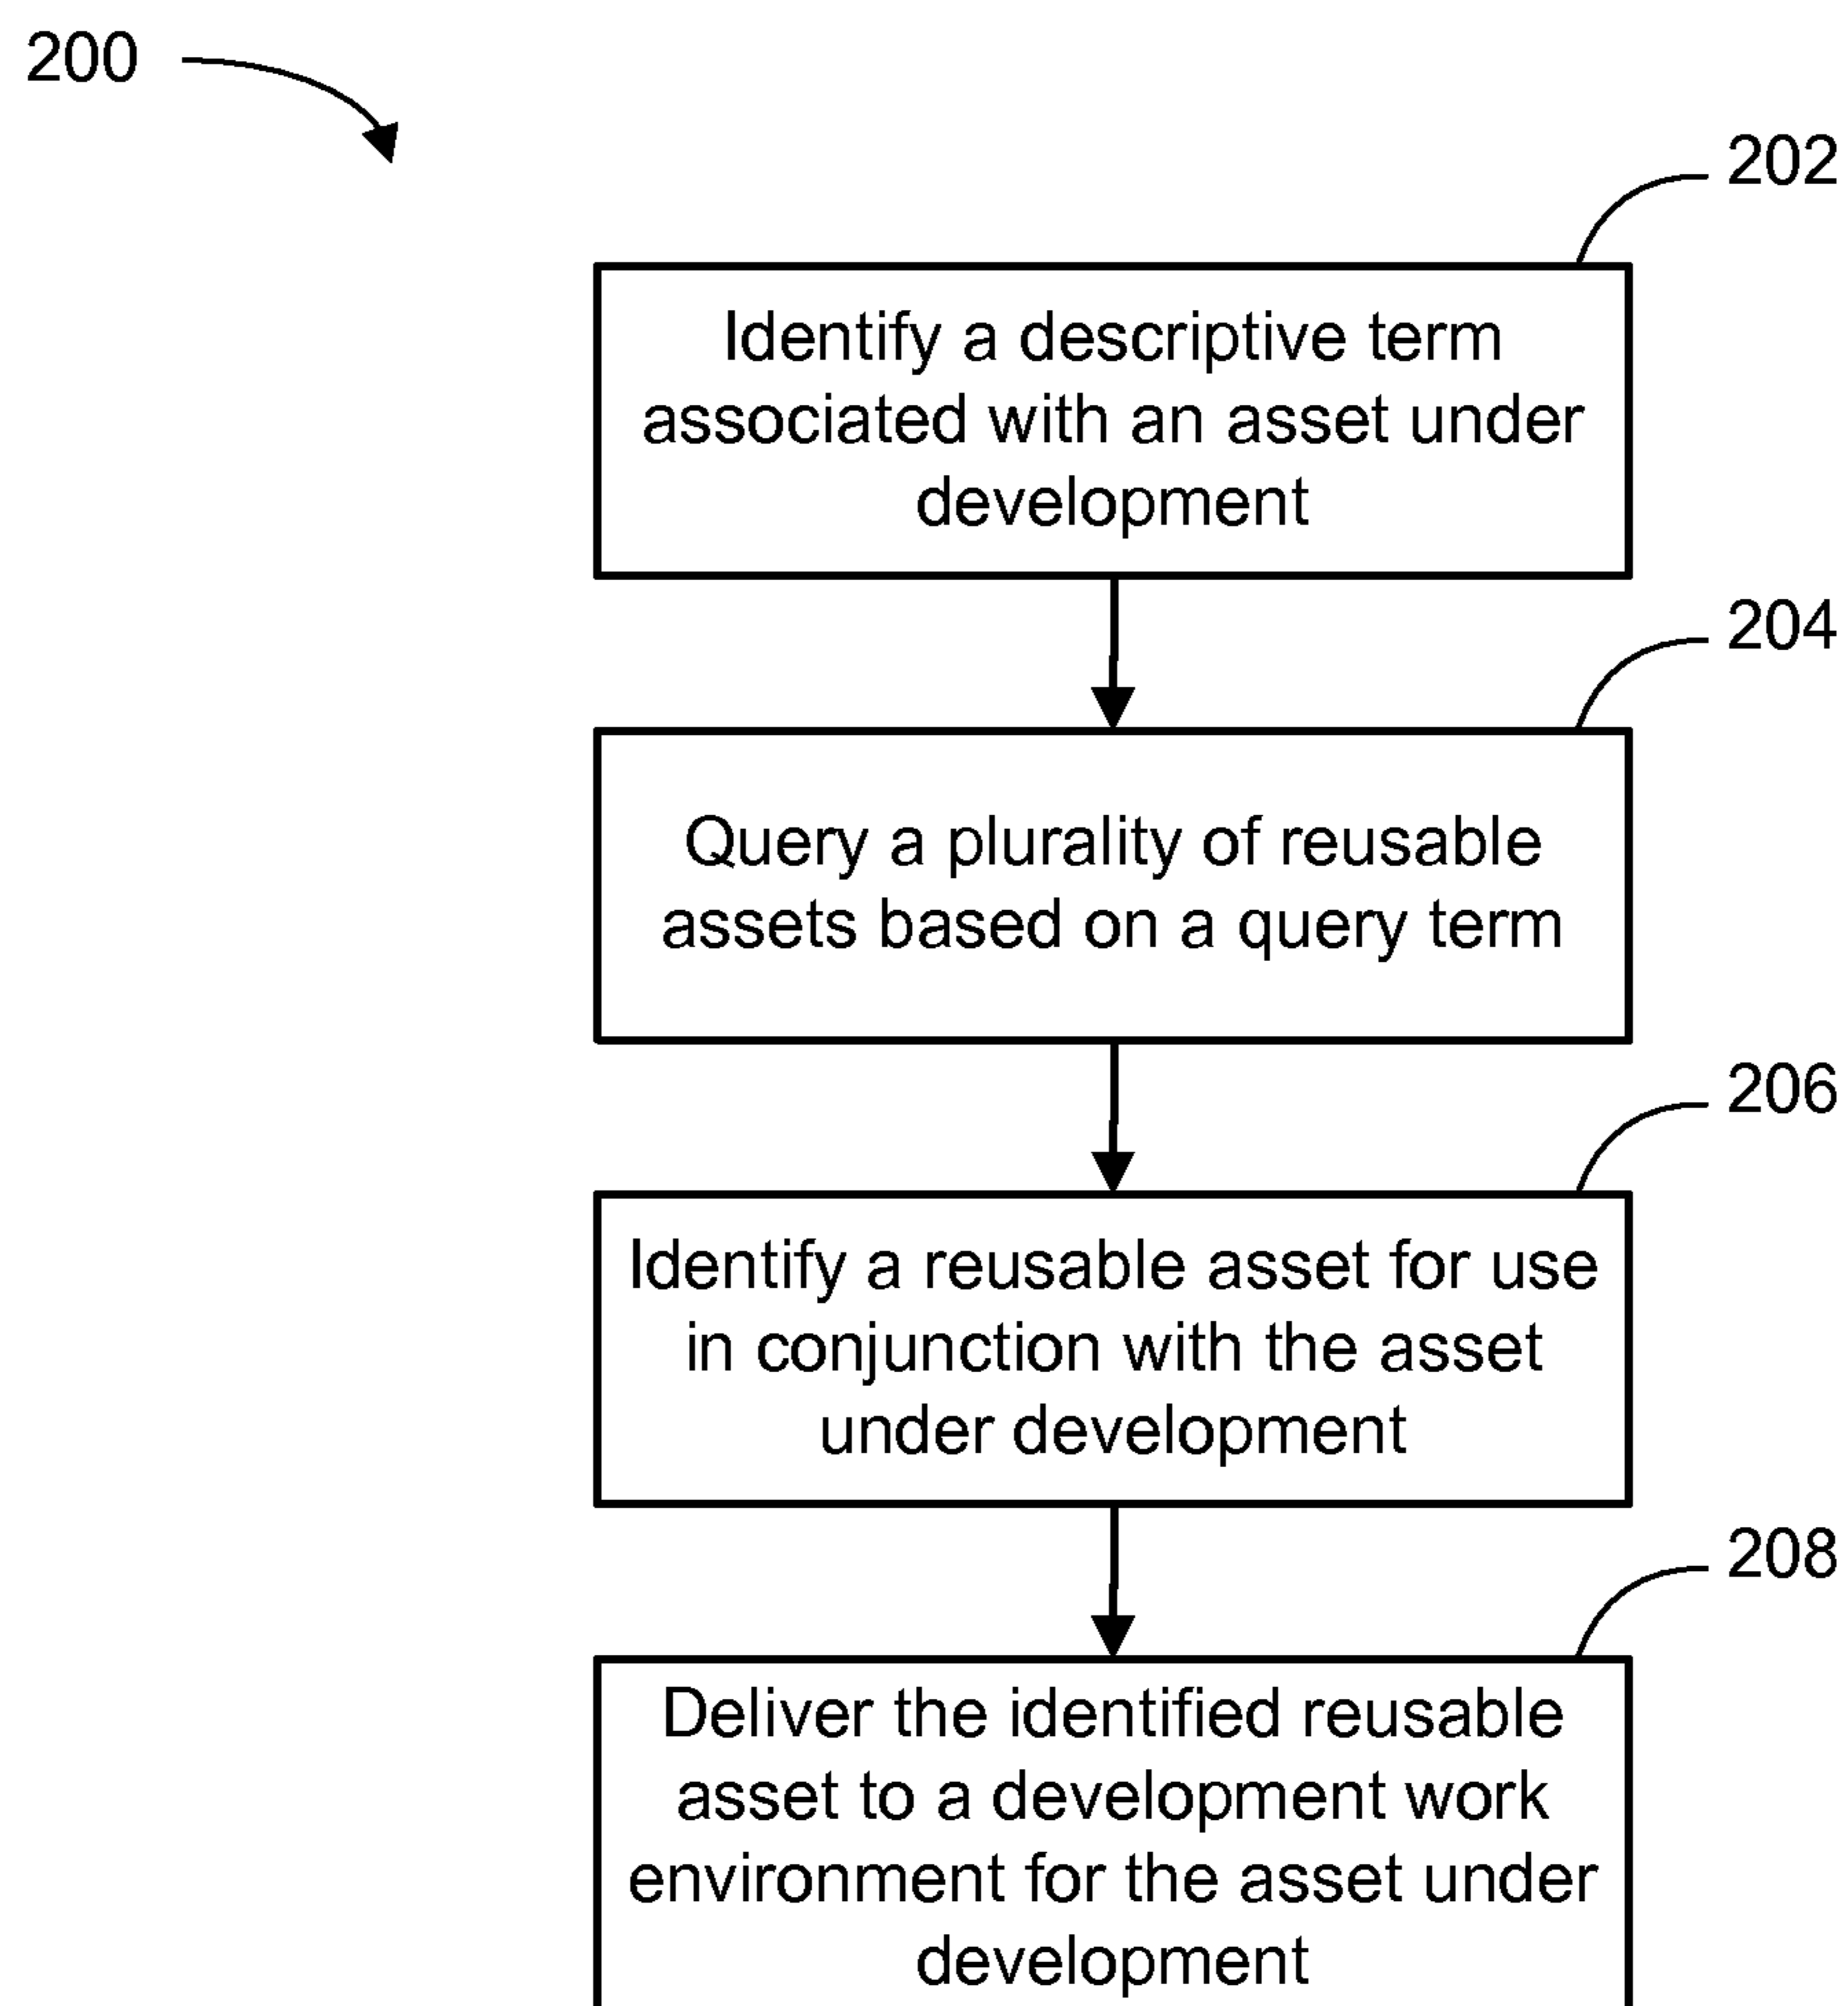 200
202
Identify a descriptive term
associated with an asset under
development
204
Query a plurality of reusable
assets based on a query term
206
Identify a reusable asset for use
in conjunction with the asset
under development
208
Deliver the identified reusable
asset to a development work
environment for the asset under
development